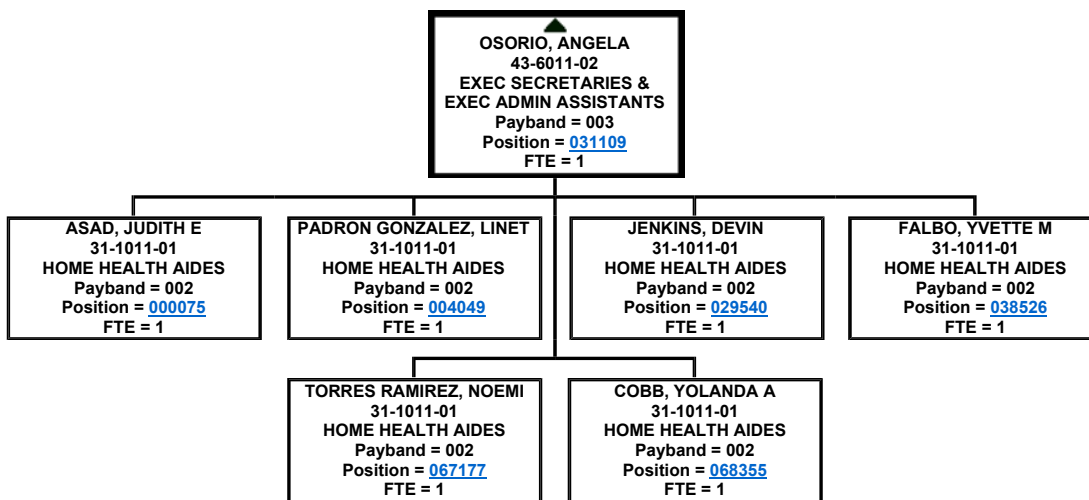 OSORIO, ANGELA
43-6011-02
EXEC SECRETARIES &
EXEC ADMIN ASSISTANTS
Payband = 003
Position = 031109
FTE = 1
ASAD, JUDITH E
31-1011-01
HOME HEALTH AIDES
Payband = 002
Position = 000075
FTE = 1
PADRON GONZALEZ, LINET
31-1011-01
HOME HEALTH AIDES
Payband = 002
Position = 004049
FTE = 1
JENKINS, DEVIN
31-1011-01
HOME HEALTH AIDES
Payband = 002
Position = 029540
FTE = 1
FALBO, YVETTE M
31-1011-01
HOME HEALTH AIDES
Payband = 002
Position = 038526
FTE = 1
TORRES RAMIREZ, NOEMI
31-1011-01
HOME HEALTH AIDES
Payband = 002
Position = 067177
FTE = 1
COBB, YOLANDA A
31-1011-01
HOME HEALTH AIDES
Payband = 002
Position = 068355
FTE = 1